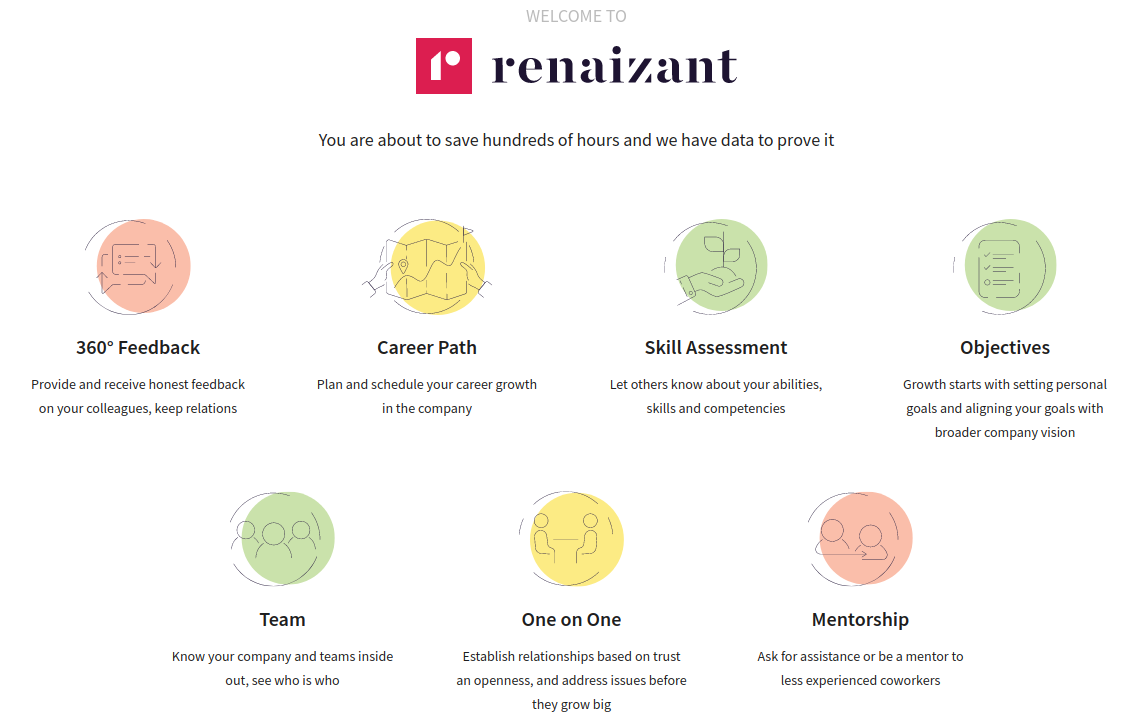 WELCOME TO
renaizant
You are about to save hundreds of hours and we have data to prove it
360° Feedback
Provide and receive honest feedback
on your colleagues, keep relations
Career Path
Plan and schedule your career growth
in the company
Skill Assessment
Let others know about your abilities,
skills and competencies
Objectives
Growth starts with setting personal
goals and aligning your goals with
broader company vision
Team
Know your company and teams inside
out, see who is who
One on One
Establish relationships based on trust
an openness, and address issues before
they grow big
Mentorship
Ask for assistance or be a mentor to
less experienced coworkers